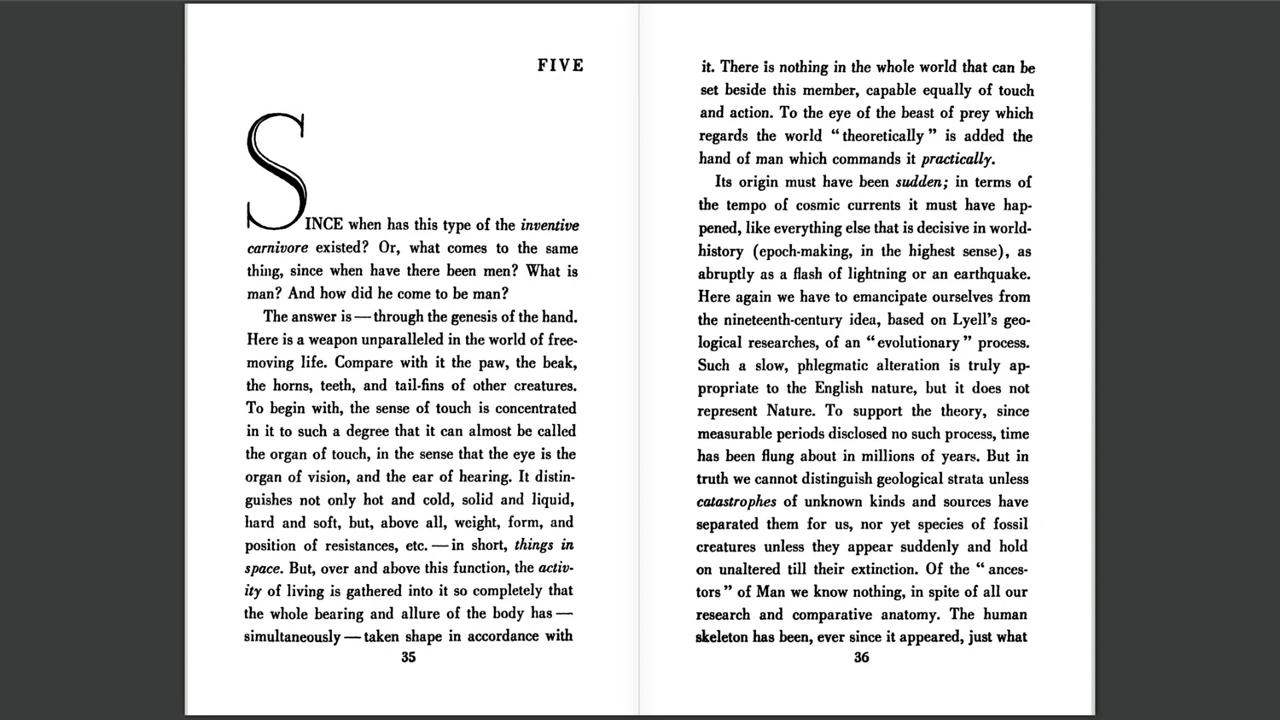 FIVE
SINCE when has this type of the inventive
carnivore existed? Or, what comes to the same
thing, since when have there been men? What is
man? And how did he come to be man?
The answer is — through the genesis of the hand.
Here is a weapon unparalleled in the world of free-
moving life. Compare with it the paw, the beak,
the horns, teeth, and tail-fins of other creatures.
To begin with, the sense of touch is concentrated
in it to such a degree that it can almost be called
the organ of touch, in the sense that the eye is the
organ of vision, and the ear of hearing. It distin-
guishes not only hot and cold, solid and liquid,
hard and soft, but, above all, weight, form, and
position of resistances, etc. — in short, things in
space. But, over and above this function, the activ-
ity of living is gathered into it so completely that
the whole bearing and allure of the body has —
simultaneously — taken shape in accordance with
35
it. There is nothing in the whole world that can be
set beside this member, capable equally of touch
and action. To the eye of the beast of prey which
regards the world "theoretically" is added the
hand of man which commands it practically.
Its origin must have been sudden; in terms of
the tempo of cosmic currents it must have hap-
pened, like everything else that is decisive in world-
history (epoch-making, in the highest sense), as
abruptly as a flash of lightning or an earthquake.
Here again we have to emancipate ourselves from
the nineteenth-century idea, based on Lyell's geo-
logical researches, of an "evolutionary" process.
Such a slow, phlegmatic alteration is truly ap-
propriate to the English nature, but it does not
represent Nature. To support the theory, since
measurable periods disclosed no such process, time
has been flung about in millions of years. But in
truth we cannot distinguish geological strata unless
catastrophes of unknown kinds and sources have
separated them for us, nor yet species of fossil
creatures unless they appear suddenly and hold
on unaltered till their extinction. Of the "ances-
tors" of Man we know nothing, in spite of all our
research and comparative anatomy. The human
skeleton has been, ever since it appeared, just what
36